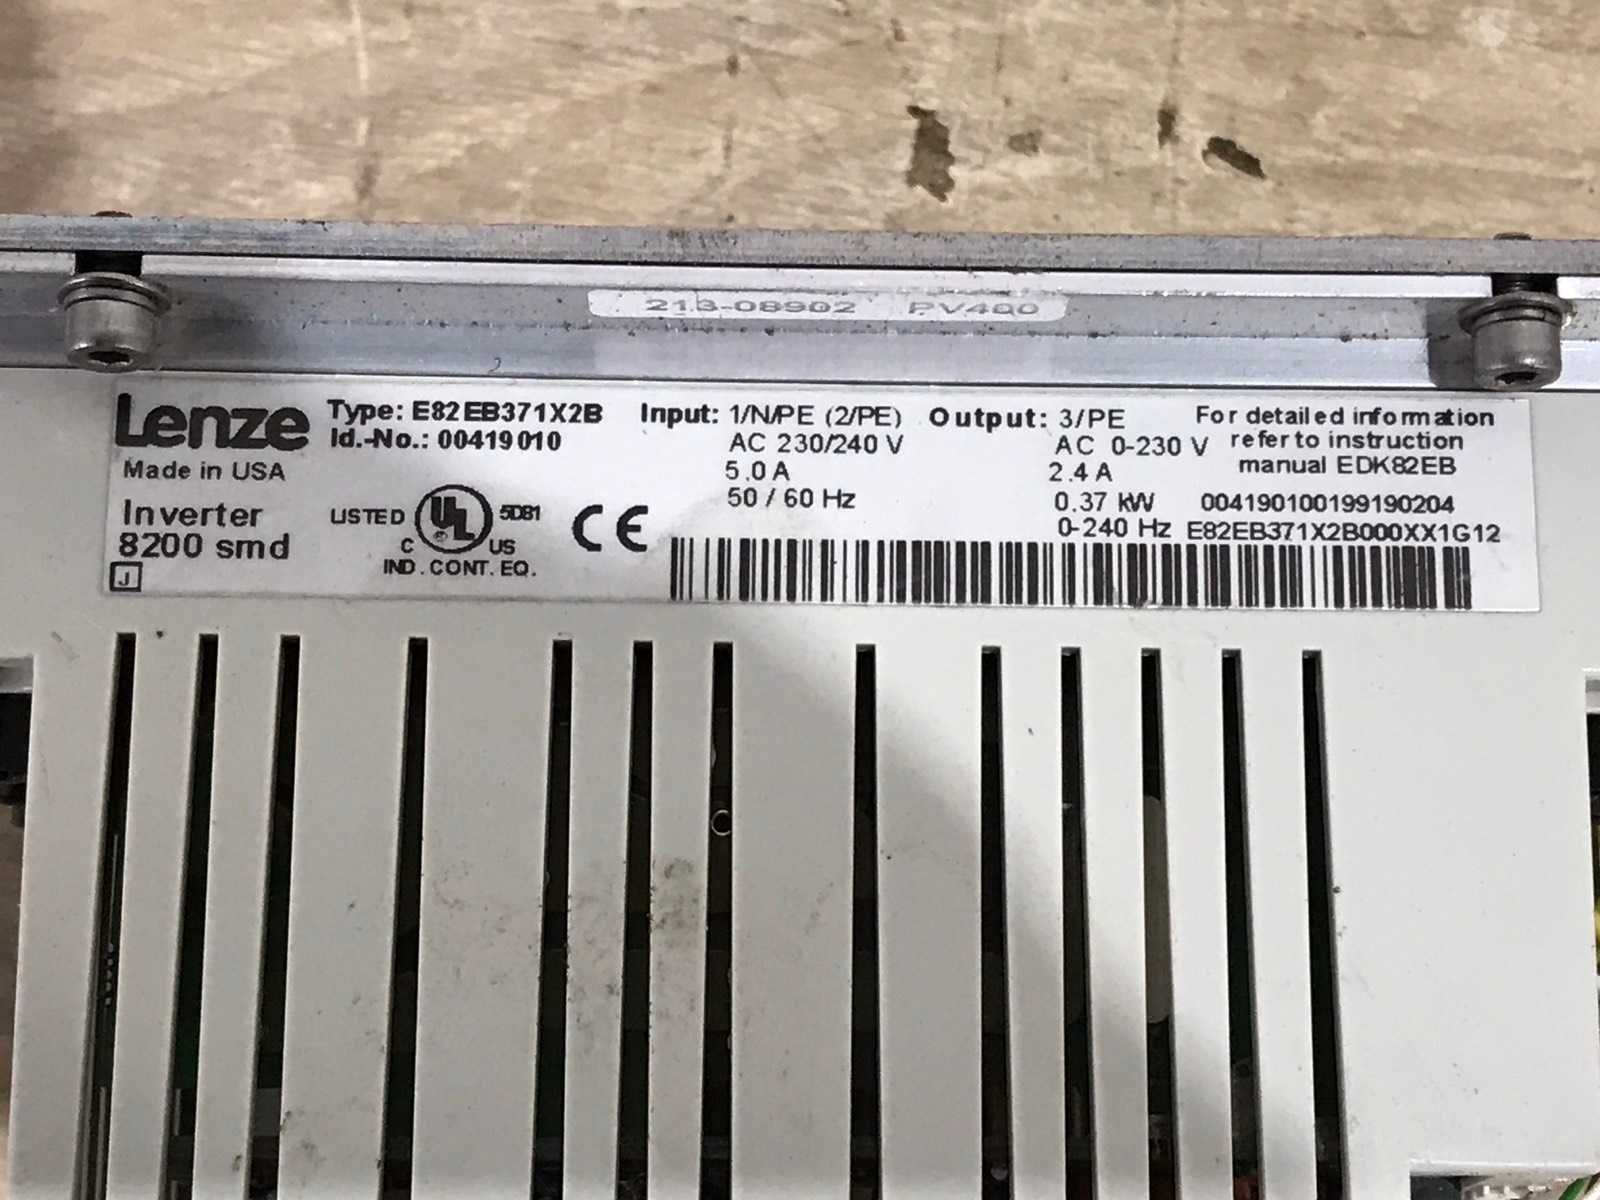 213-08902 PV400
Lenze
Made in USA
Inverter
8200 smd
J
Type: E82EB371X2B
Id.-No.: 00419010
LISTED UL 5D81
C US
IND. CONT. EQ.
CE
Input: 1/N/PE (2/PE)
AC 230/240 V
5.0 A
50 / 60 Hz
Output: 3/PE
AC 0-230 V
2.4 A
0.37 kW
0-240 Hz
For detailed information
refer to instruction
manual EDK82EB
004190100199190204
E82EB371X2B000XX1G12